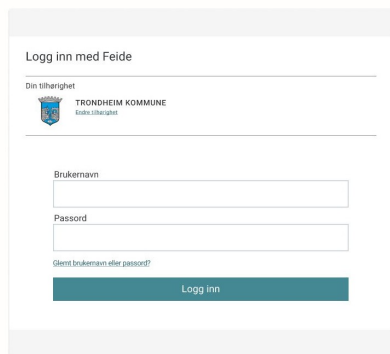 Logg inn med Feide
Din tilhørighet
TRONDHEIM KOMMUNE
Endre tilhørighet
Brukernavn
Passord
Glemt brukernavn eller passord?
Logg inn